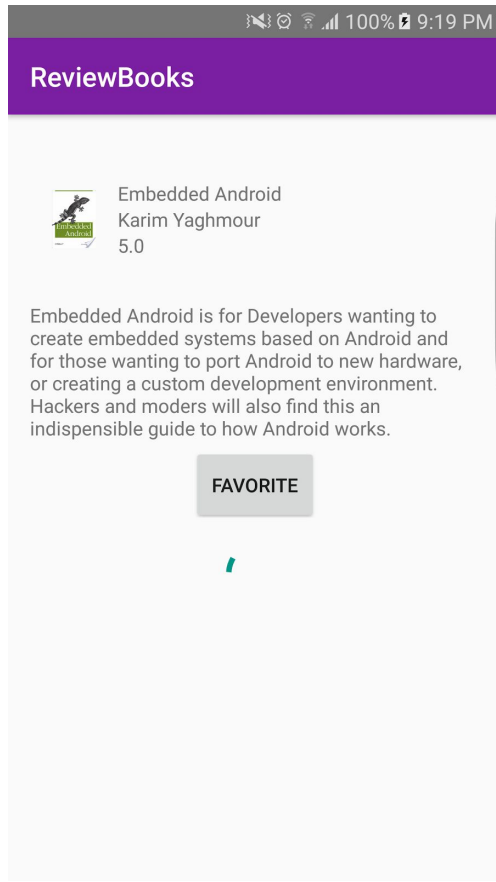 100% 9:19 PM
ReviewBooks
Embedded Android
Karim Yaghmour
5.0
Embedded
Android
Embedded Android is for Developers wanting to
create embedded systems based on Android and
for those wanting to port Android to new hardware,
or creating a custom development environment.
Hackers and moders will also find this an
indispensible guide to how Android works.
FAVORITE